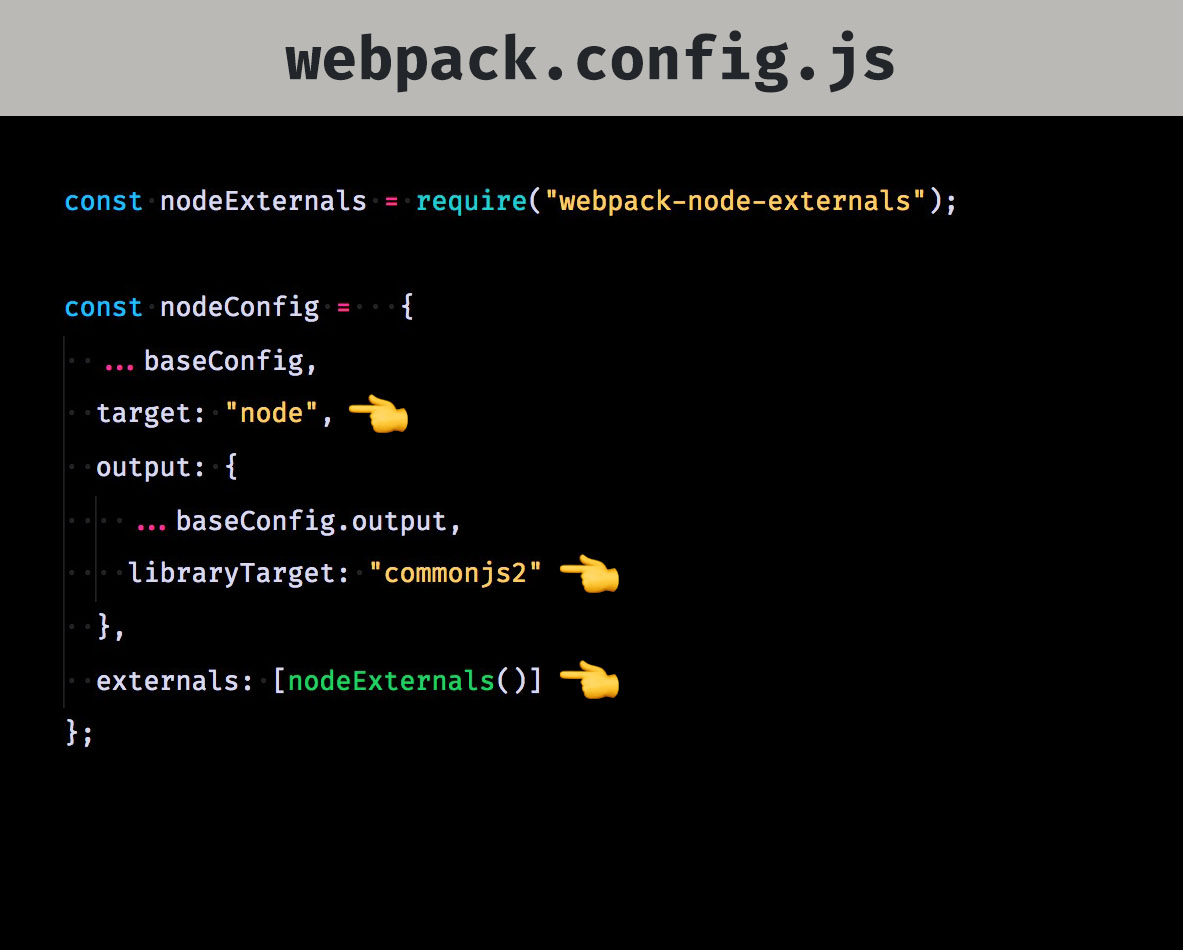 webpack.config.js
const nodeExternals = require("webpack-node-externals");
const nodeConfig = {
  ...baseConfig,
  target: "node",
  output: {
    ...baseConfig.output,
    libraryTarget: "commonjs2"
  },
  externals: [nodeExternals()]
};